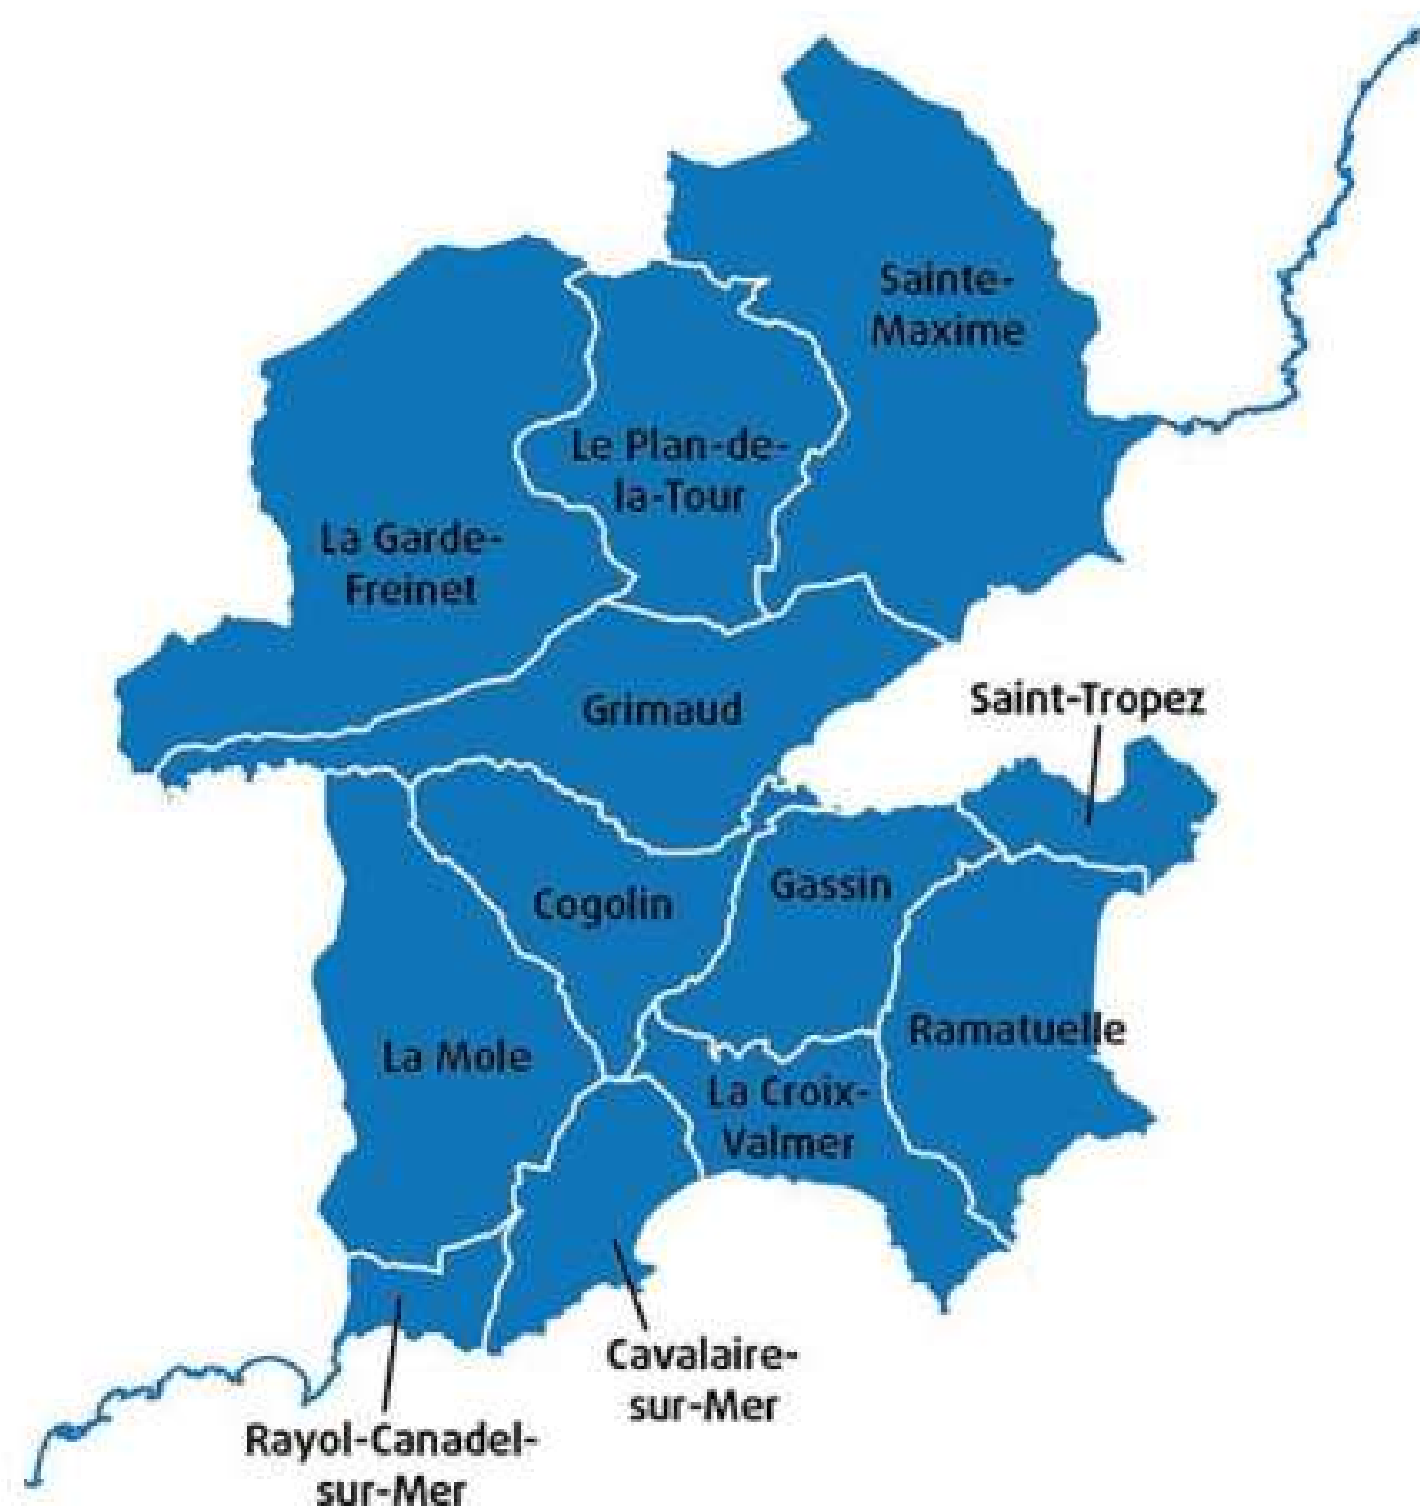 Sainte-
Maxime
Le Plan-de-
la-Tour
La Garde-
Freinet
Grimaud
Saint-Tropez
Cogolin
Gassin
Ramatuelle
La Mole
La Croix-
Valmer
Cavalaire-
sur-Mer
Rayol-Canadel-
sur-Mer